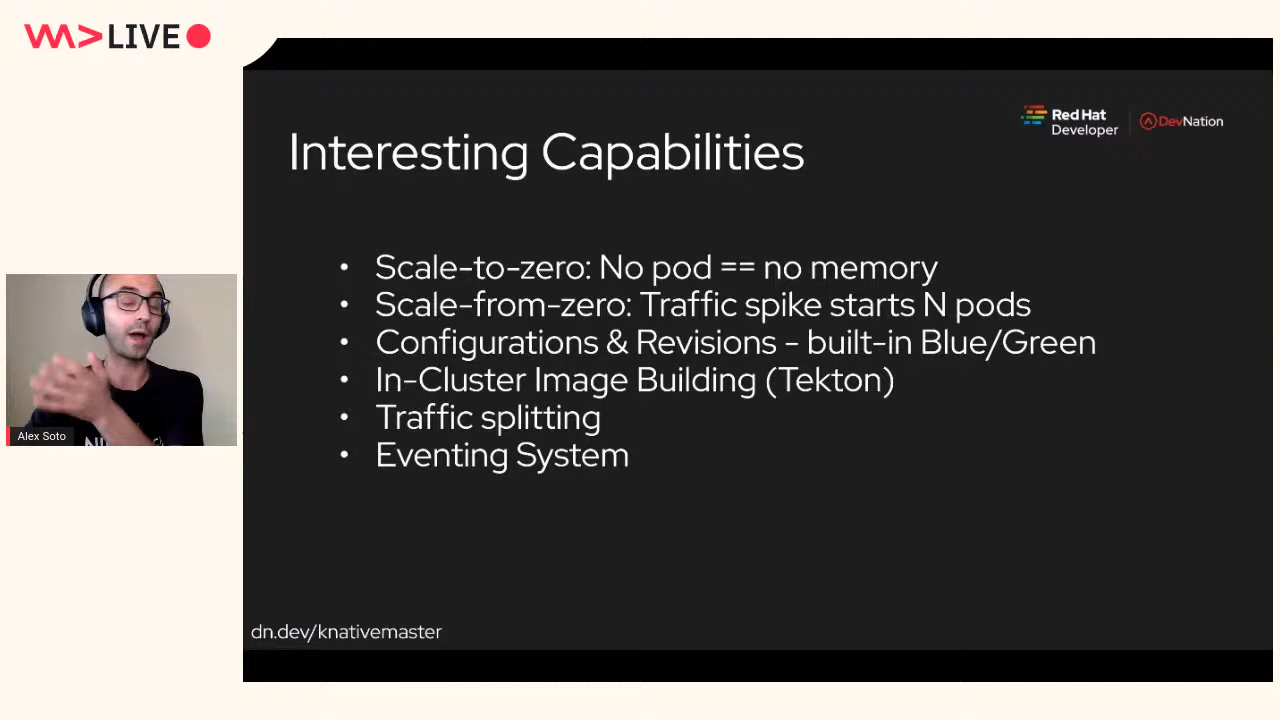 LIVE
Red Hat
Developer
DevNation
Interesting Capabilities
• Scale-to-zero: No pod == no memory
• Scale-from-zero: Traffic spike starts N pods
• Configurations & Revisions - built-in Blue/Green
• In-Cluster Image Building (Tekton)
• Traffic splitting
• Eventing System
Alex Soto
dn.dev/knativemaster